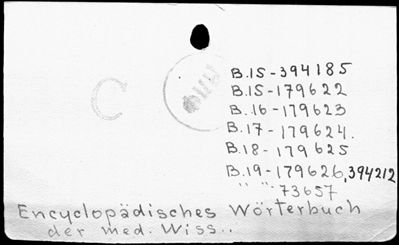 C
B.15-394185
B.15-179622
B.16-179623
B.17-179624.
B.18-179625
B.19-179626,394212
" " 73657
Encyclopädisches Wörterbuch
der med. Wiss..